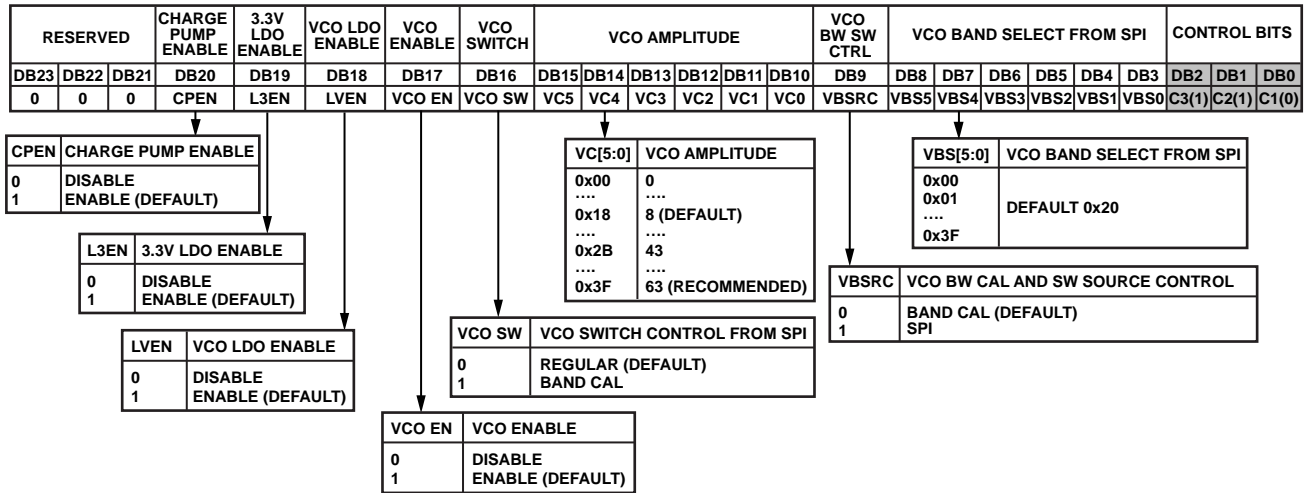 RESERVED CHARGE PUMP ENABLE 3.3V LDO ENABLE VCO LDO ENABLE VCO ENABLE VCO SWITCH VCO AMPLITUDE VCO BW SW CTRL VCO BAND SELECT FROM SPI CONTROL BITS
DB23 DB22 DB21 DB20 DB19 DB18 DB17 DB16 DB15 DB14 DB13 DB12 DB11 DB10 DB9 DB8 DB7 DB6 DB5 DB4 DB3 DB2 DB1 DB0
0 0 0 CPEN L3EN LVEN VCO EN VCO SW VC5 VC4 VC3 VC2 VC1 VC0 VBSRC VBS5 VBS4 VBS3 VBS2 VBS1 VBS0 C3(1) C2(1) C1(0)
CPEN CHARGE PUMP ENABLE
0 DISABLE
1 ENABLE (DEFAULT)
L3EN 3.3V LDO ENABLE
0 DISABLE
1 ENABLE (DEFAULT)
LVEN VCO LDO ENABLE
0 DISABLE
1 ENABLE (DEFAULT)
VCO EN VCO ENABLE
0 DISABLE
1 ENABLE (DEFAULT)
VCO SW VCO SWITCH CONTROL FROM SPI
0 REGULAR (DEFAULT)
1 BAND CAL
VC[5:0] VCO AMPLITUDE
0x00 0
.... ....
0x18 8 (DEFAULT)
.... ....
0x2B 43
.... ....
0x3F 63 (RECOMMENDED)
VBSRC VCO BW CAL AND SW SOURCE CONTROL
0 BAND CAL (DEFAULT)
1 SPI
VBS[5:0] VCO BAND SELECT FROM SPI
0x00
0x01
....
0x3F
DEFAULT 0x20